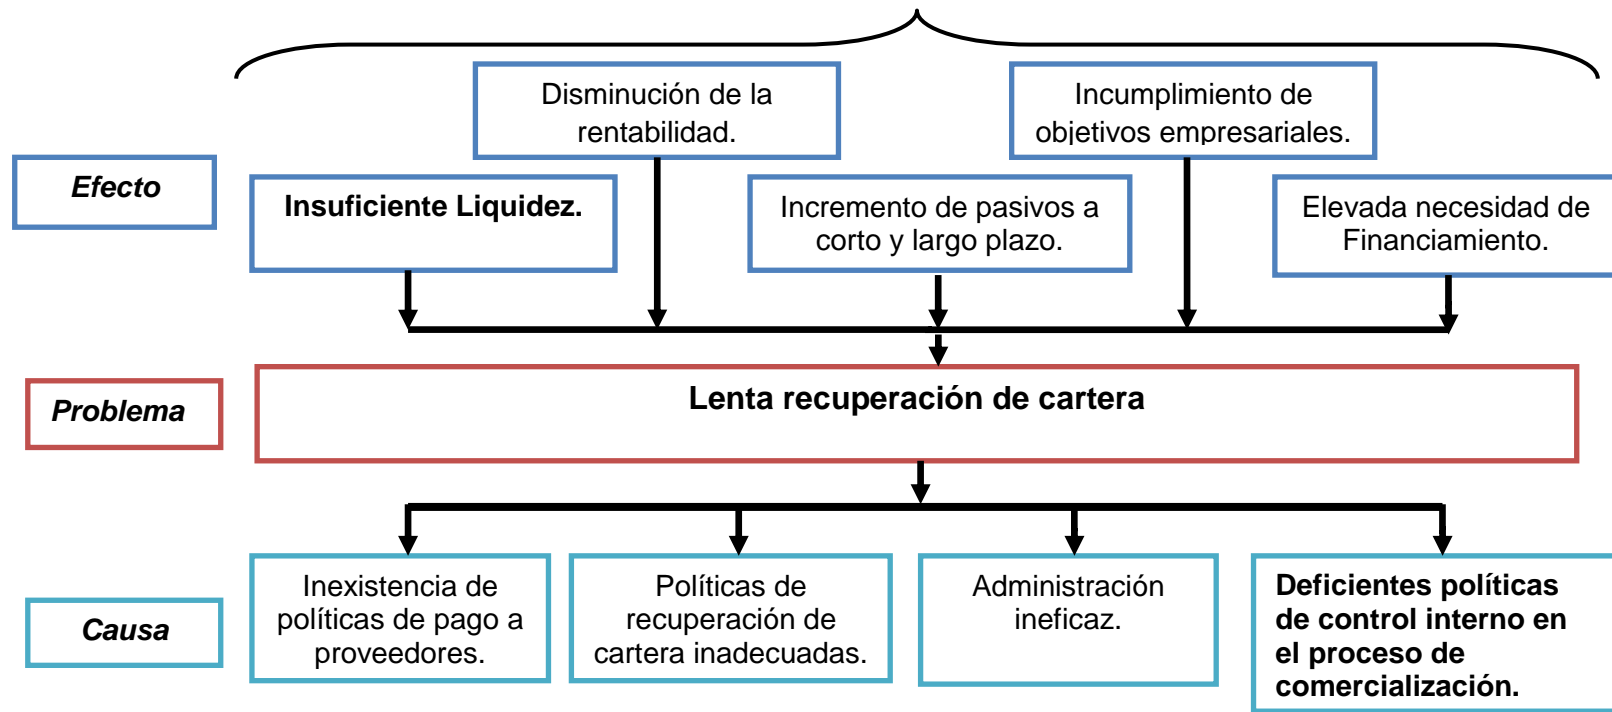 Disminución de la
rentabilidad.
Incumplimiento de
objetivos empresariales.
Efecto
Insuficiente Liquidez.
Incremento de pasivos a
corto y largo plazo.
Elevada necesidad de
Financiamiento.
Problema
Lenta recuperación de cartera
Causa
Inexistencia de
políticas de pago a
proveedores.
Políticas de
recuperación de
cartera inadecuadas.
Administración
ineficaz.
Deficientes políticas
de control interno en
el proceso de
comercialización.